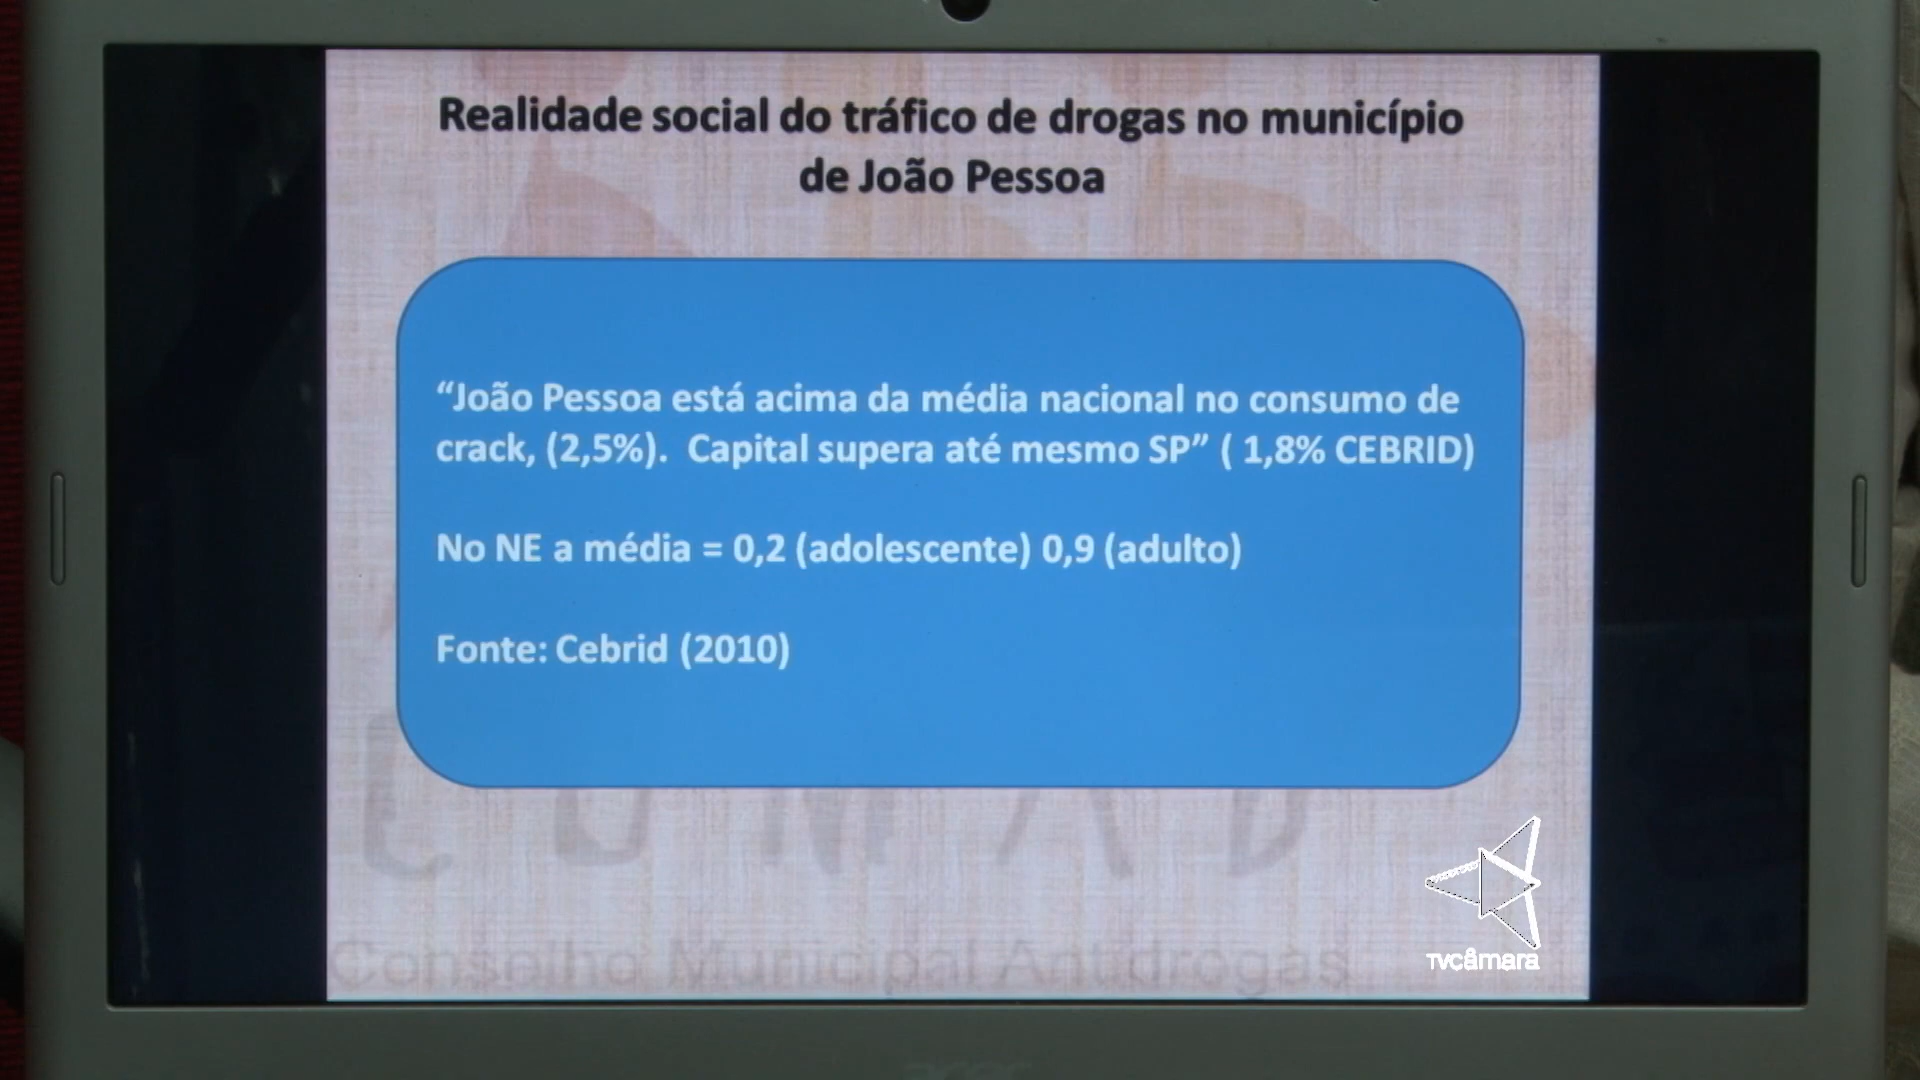 Realidade social do tráfico de drogas no município
de João Pessoa
“João Pessoa está acima da média nacional no consumo de
crack, (2,5%). Capital supera até mesmo SP” ( 1,8% CEBRID)
No NE a média = 0,2 (adolescente) 0,9 (adulto)
Fonte: Cebrid (2010)
COMAD
Conselho Municipal Antidrogas
TVCâmara
acer